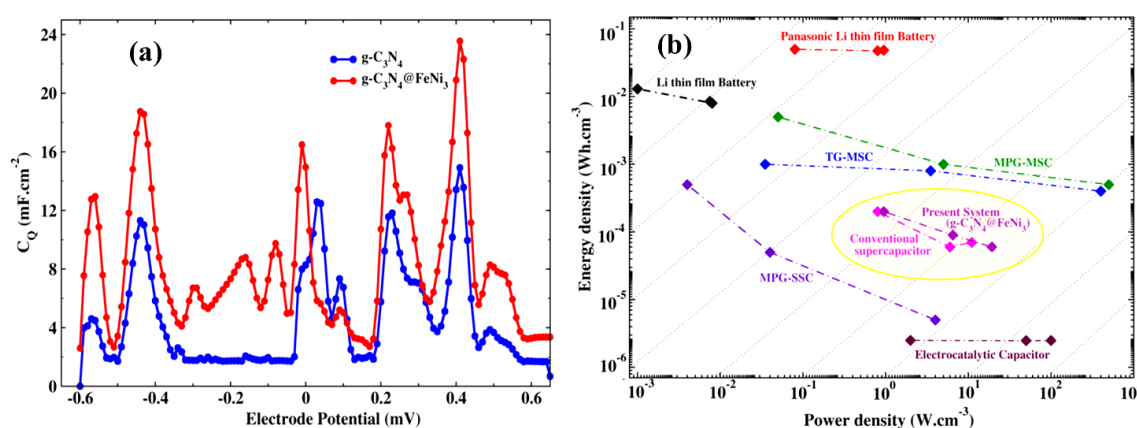 (a)
g-C3N4
g-C3N4@FeNi3
24
20
16
12
8
4
0
CQ (mF.cm-2)
-0.6
-0.4
-0.2
0
0.2
0.4
0.6
Electrode Potential (mV)
(b)
Panasonic Li thin film Battery
Li thin film Battery
TG-MSC
MPG-MSC
Present System
(g-C3N4@FeNi3)
Conventional
supercapacitor
MPG-SSC
Electrocatalytic Capacitor
10-1
10-2
10-3
10-4
10-5
10-6
Energy density (Wh.cm-3)
10-3
10-1
100
101
102
10
Power density (W.cm-3)